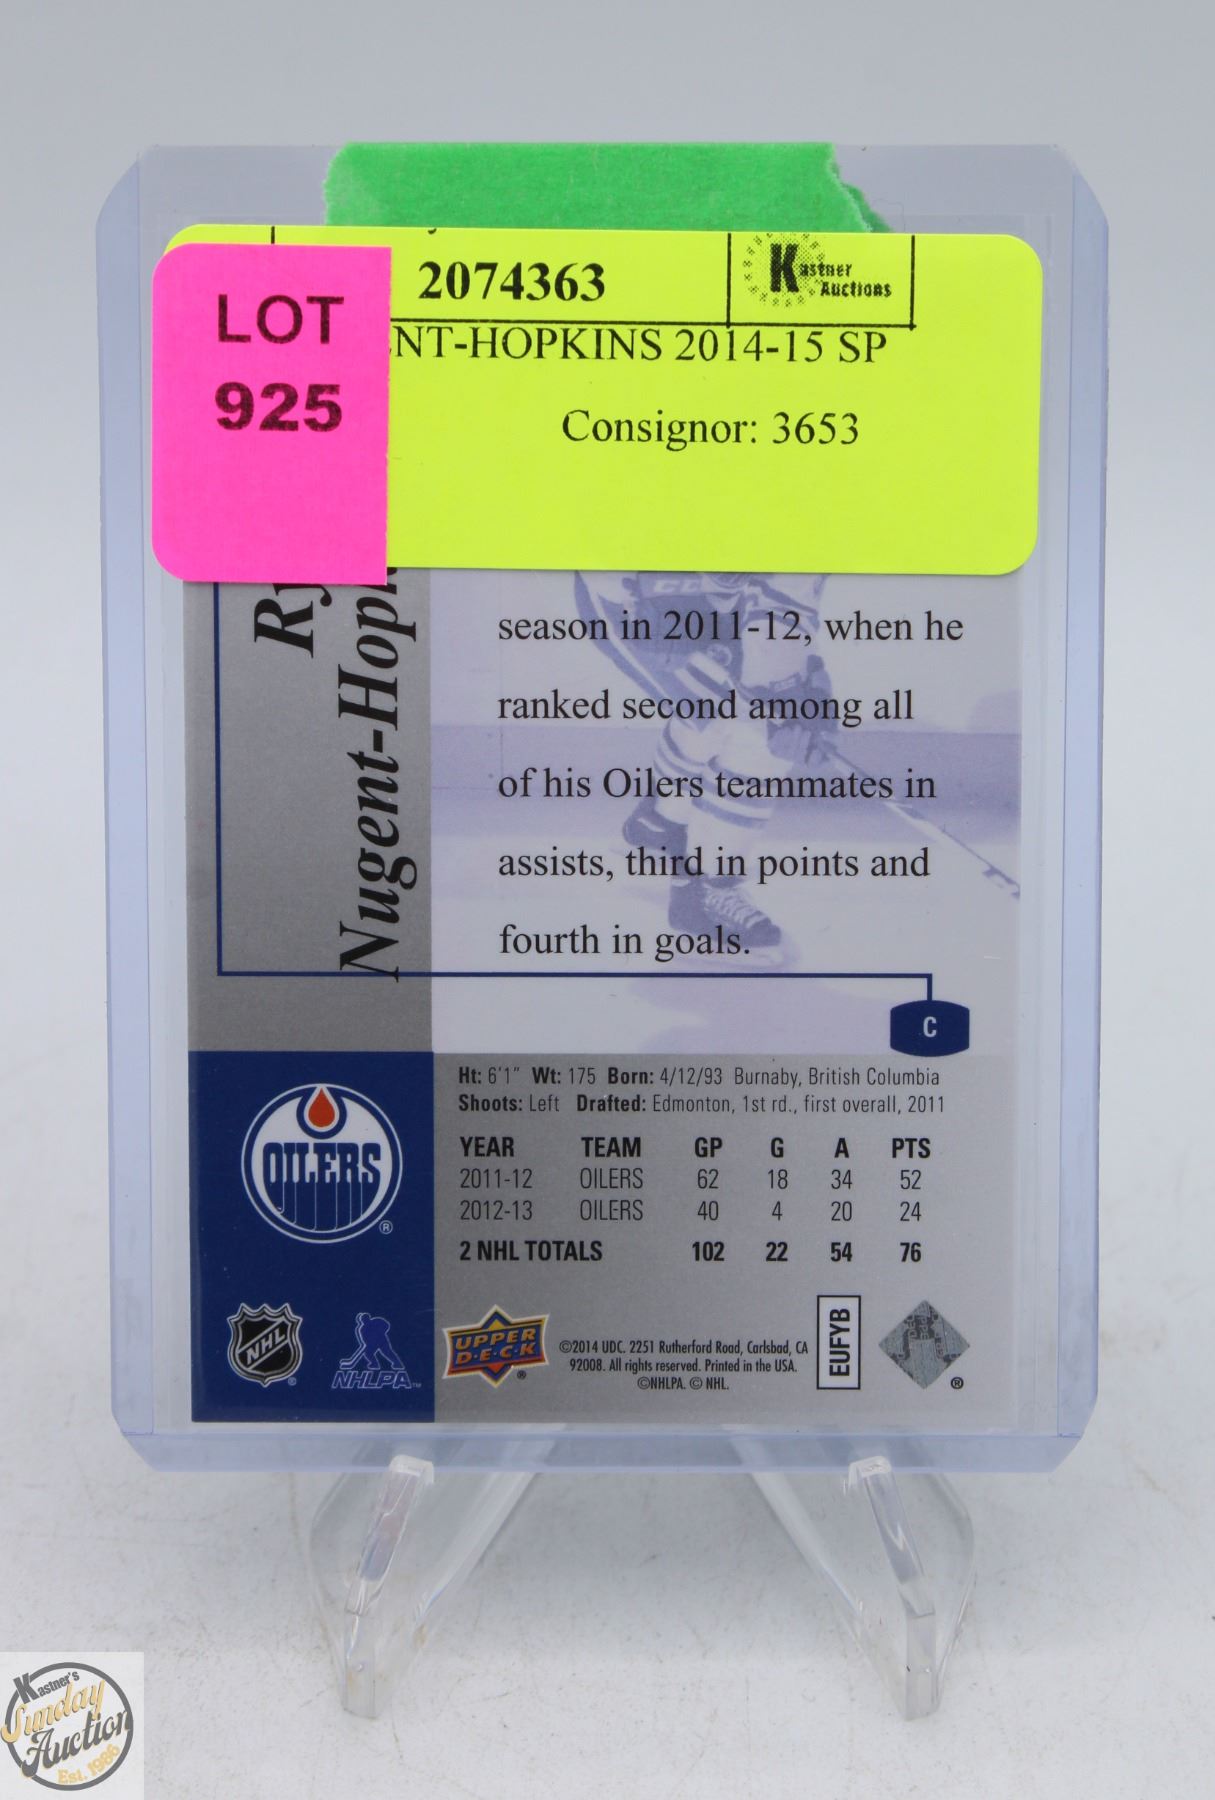 2074363
Kastner
Auctions
LOT
925
NT-HOPKINS 2014-15 SP
Consignor: 3653
Nugent-Hop
season in 2011-12, when he
ranked second among all
of his Oilers teammates in
assists, third in points and
fourth in goals.
C
Ht: 6'1" Wt: 175 Born: 4/12/93 Burnaby, British Columbia
Shoots: Left Drafted: Edmonton, 1st rd., first overall, 2011
YEAR TEAM GP G A PTS
2011-12 OILERS 62 18 34 52
2012-13 OILERS 40 4 20 24
2 NHL TOTALS 102 22 54 76
OILERS
®
NHL
®
NHLPA™
UPPER
D·E·C·K
®
©2014 UDC. 2251 Rutherford Road, Carlsbad, CA
92008. All rights reserved. Printed in the USA.
©NHLPA. © NHL.
EUFYB
®
Kastner's
Sunday
Auction
Est. 1986